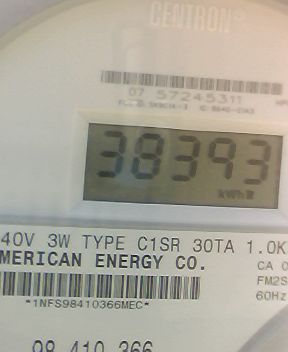 CENTRON®
07 57245311
38393
kWh
40V 3W TYPE C1SR 30TA 1.0K
MERICAN ENERGY CO.
CA 0
FM2S
60Hz
*1NFS98410366MEC*
98 410 366